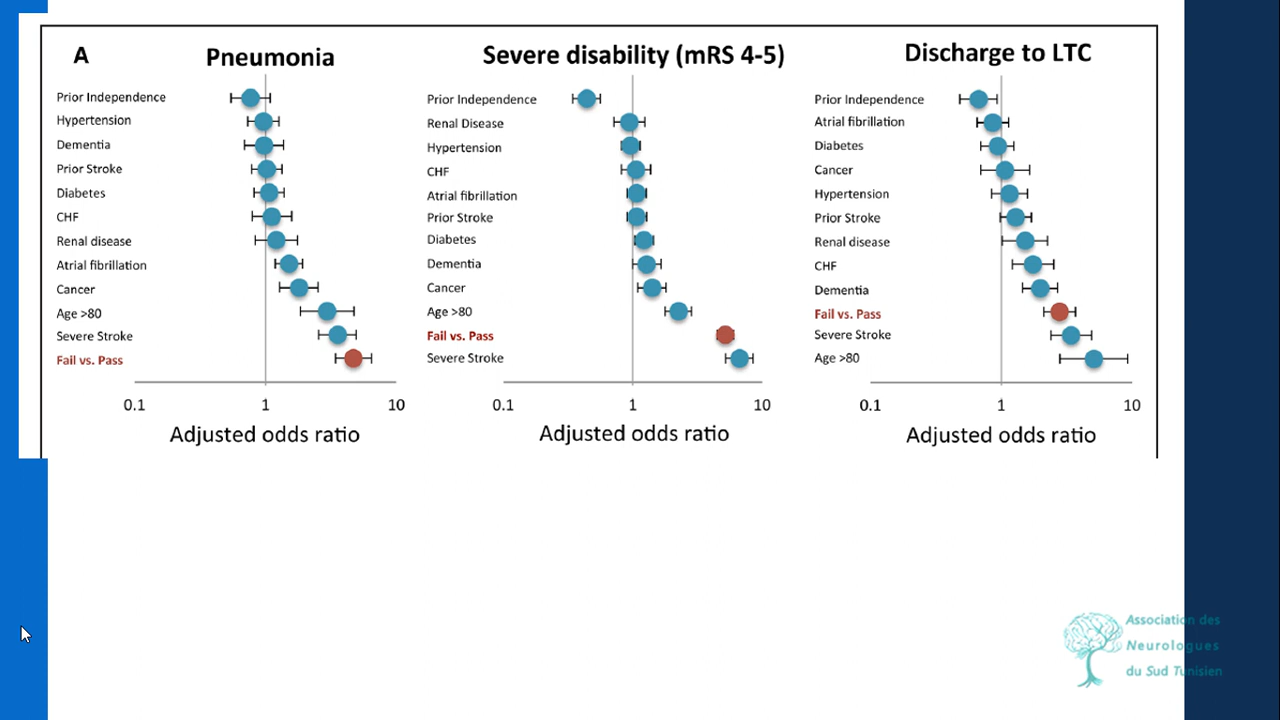 A
Pneumonia
Prior Independence
Hypertension
Dementia
Prior Stroke
Diabetes
CHF
Renal disease
Atrial fibrillation
Cancer
Age >80
Severe Stroke
Fail vs. Pass
0.1 1 10
Adjusted odds ratio
Severe disability (mRS 4-5)
Prior Independence
Renal Disease
Hypertension
CHF
Atrial fibrillation
Prior Stroke
Diabetes
Dementia
Cancer
Age >80
Fail vs. Pass
Severe Stroke
0.1 1 10
Adjusted odds ratio
Discharge to LTC
Prior Independence
Atrial fibrillation
Diabetes
Cancer
Hypertension
Prior Stroke
Renal disease
CHF
Dementia
Fail vs. Pass
Severe Stroke
Age >80
0.1 1 10
Adjusted odds ratio
Association des
Neurologues
du Sud Tunisien